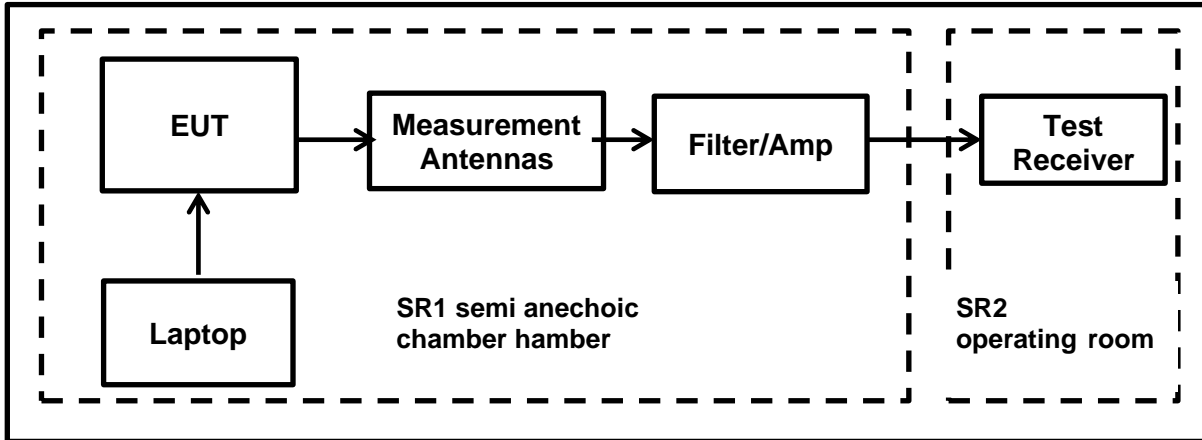 EUT
Measurement
Antennas
Filter/Amp
Test
Receiver
Laptop
SR1 semi anechoic
chamber hamber
SR2
operating room